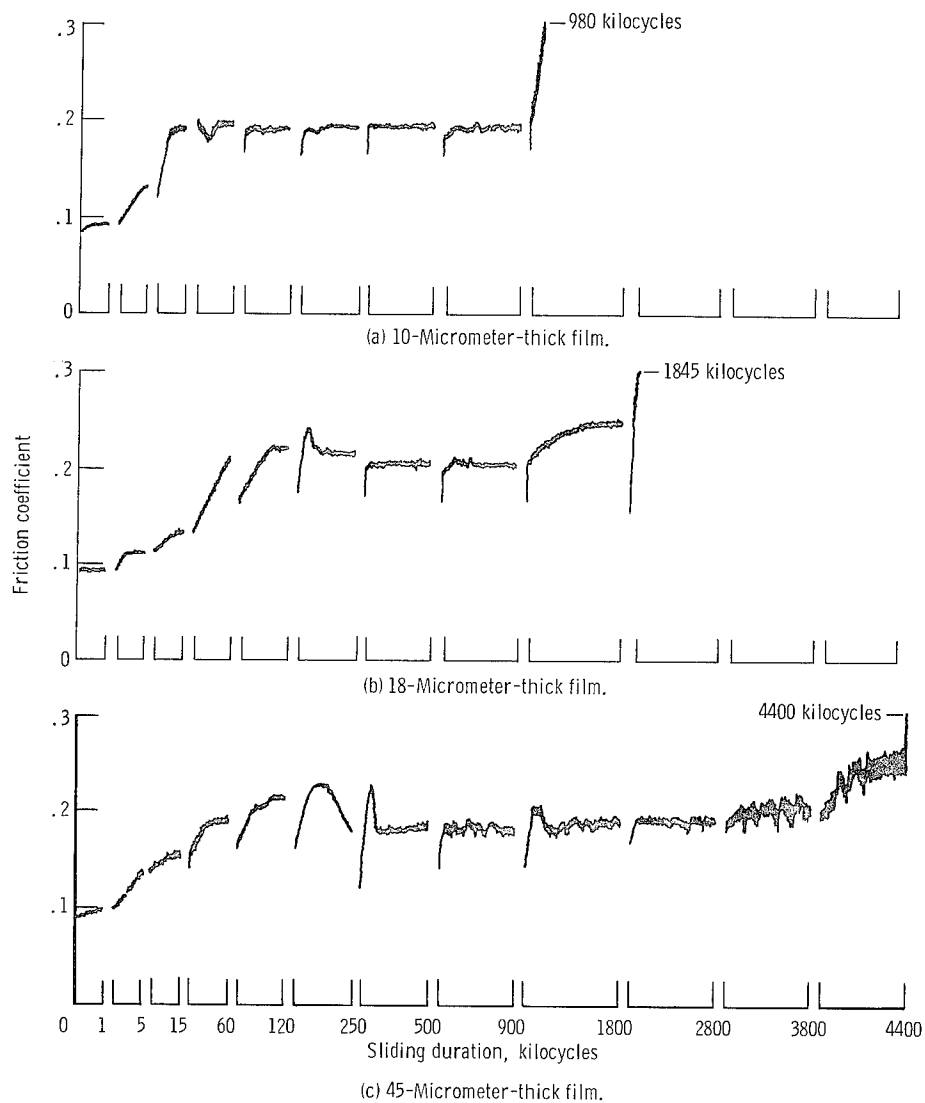 .3
980 kilocycles
.2
.1
0
(a) 10-Micrometer-thick film.
.3
1845 kilocycles
.2
.1
0
(b) 18-Micrometer-thick film.
Friction coefficient
.3
4400 kilocycles
.2
.1
0 1 5 15 60 120 250 500 900 1800 2800 3800 4400
Sliding duration, kilocycles
(c) 45-Micrometer-thick film.